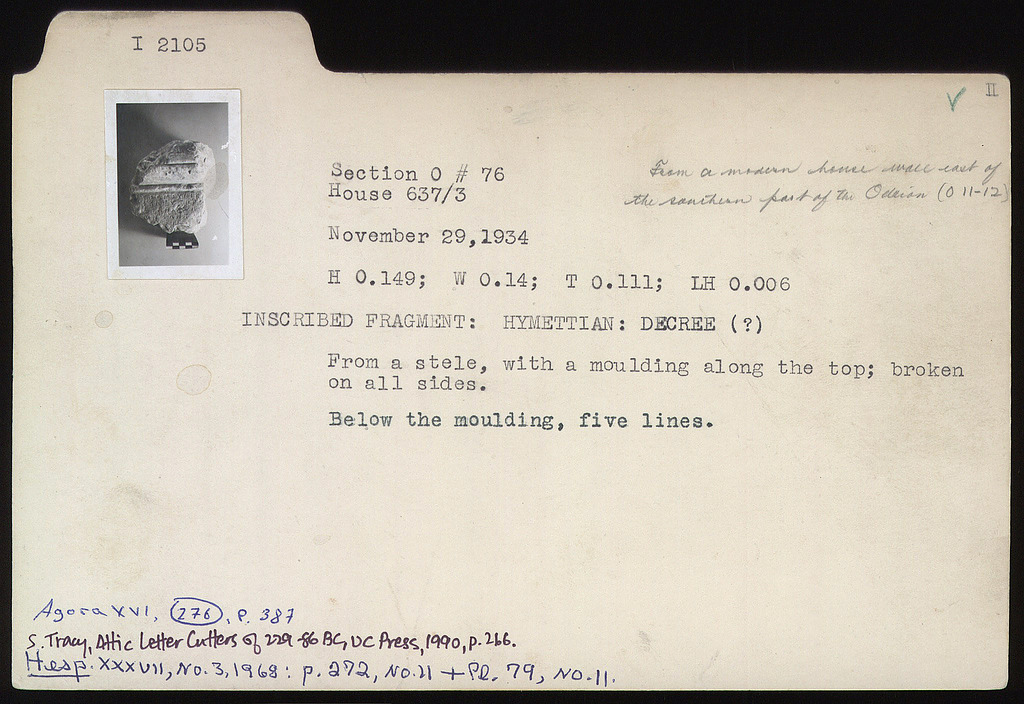 I 2105
II
✓
Section O # 76
House 637/3
From a modern house wall east of
the southern part of the Odeion (O 11-12)
November 29,1934
H 0.149; W 0.14; T 0.111; LH 0.006
INSCRIBED FRAGMENT: HYMETTIAN: DECREE (?)
From a stele, with a moulding along the top; broken
on all sides.
Below the moulding, five lines.
Agora XVI, 276, P. 387
S. Tracy, Attic Letter Cutters of 229-86 BC, UC Press, 1990, p. 266.
Hesp. XXXVII, No. 3, 1968: p. 272, No. 11 + Pl. 79, No. 11.